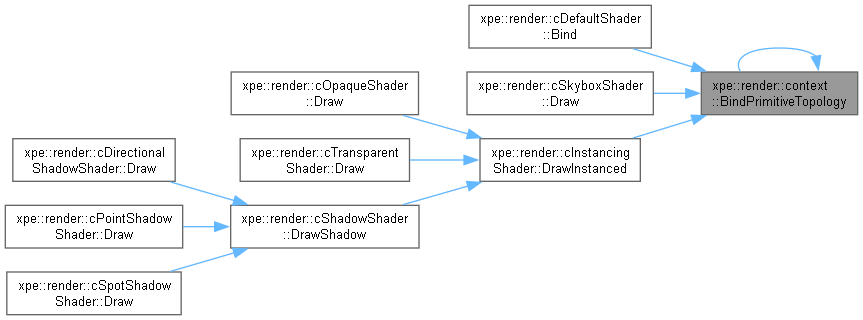 xpe::render::cDefaultShader
::Bind
xpe::render::cSkyboxShader
::Draw
xpe::render::context
::BindPrimitiveTopology
xpe::render::cOpaqueShader
::Draw
xpe::render::cTransparent
Shader::Draw
xpe::render::cInstancing
Shader::DrawInstanced
xpe::render::cDirectional
ShadowShader::Draw
xpe::render::cPointShadow
Shader::Draw
xpe::render::cShadowShader
::DrawShadow
xpe::render::cSpotShadow
Shader::Draw